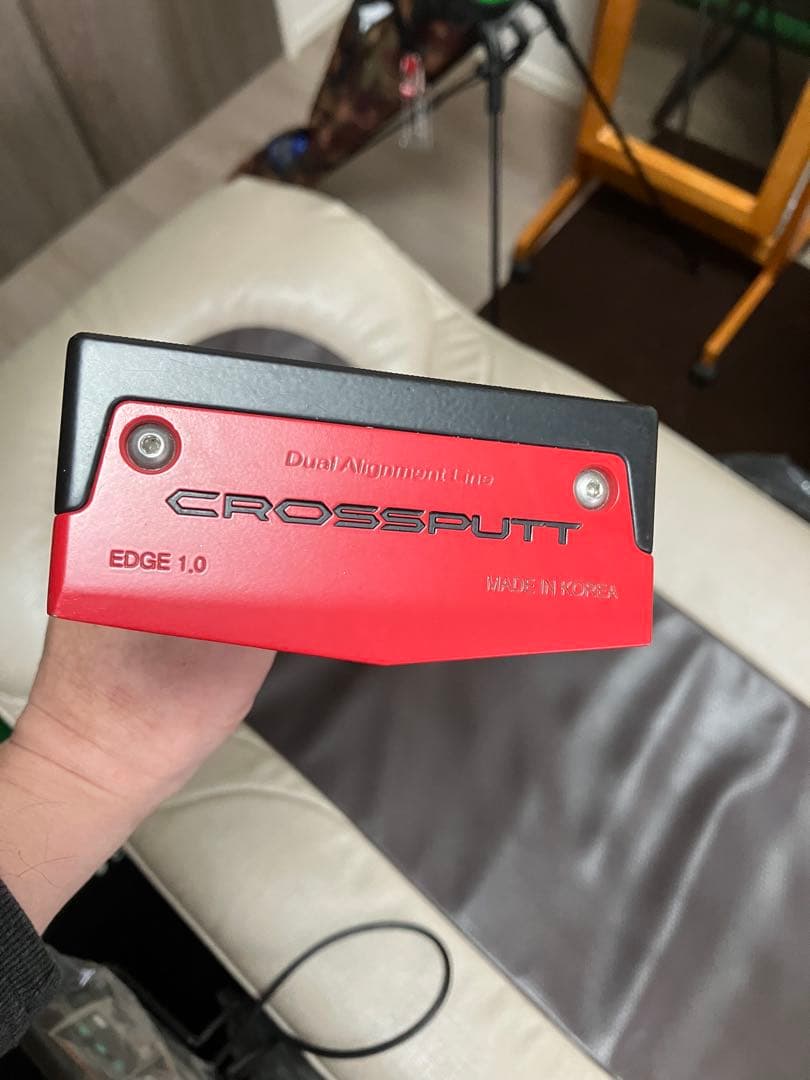 Dual Alignment Line
CROSSPUTT
EDGE 1.0
MADE IN KOREA